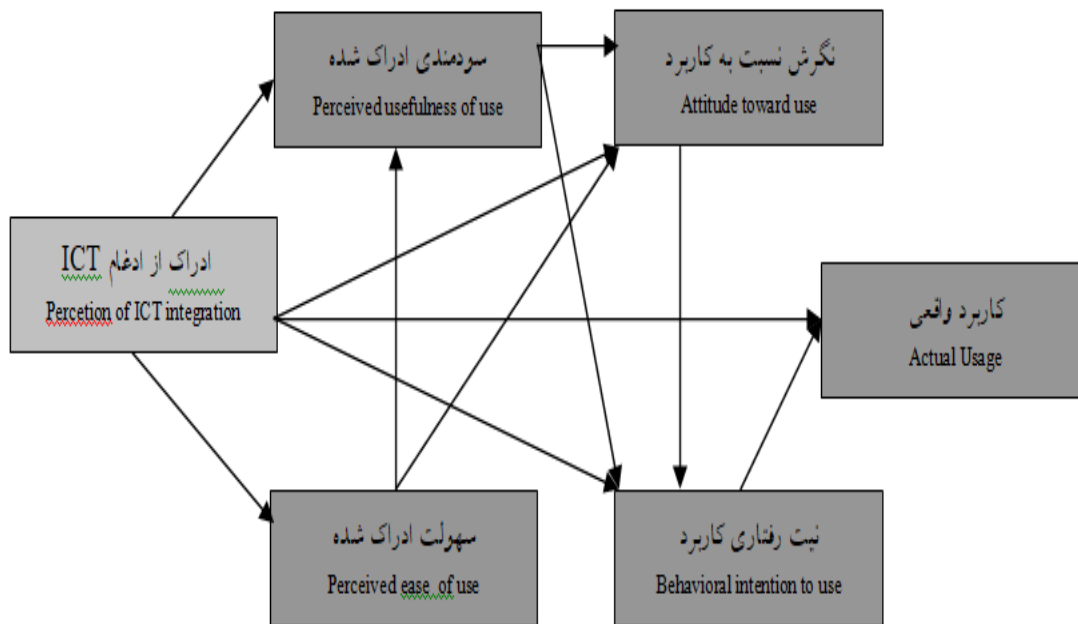 سودمندی ادراک شده
Perceived usefulness of use
نگرش نسبت به کاربرد
Attitude toward use
ادراک از ادغام ICT
Percetion of ICT integration
کاربرد واقعی
Actual Usage
سهولت ادراک شده
Perceived ease of use
نیت رفتاری کاربرد
Behavioral intention to use